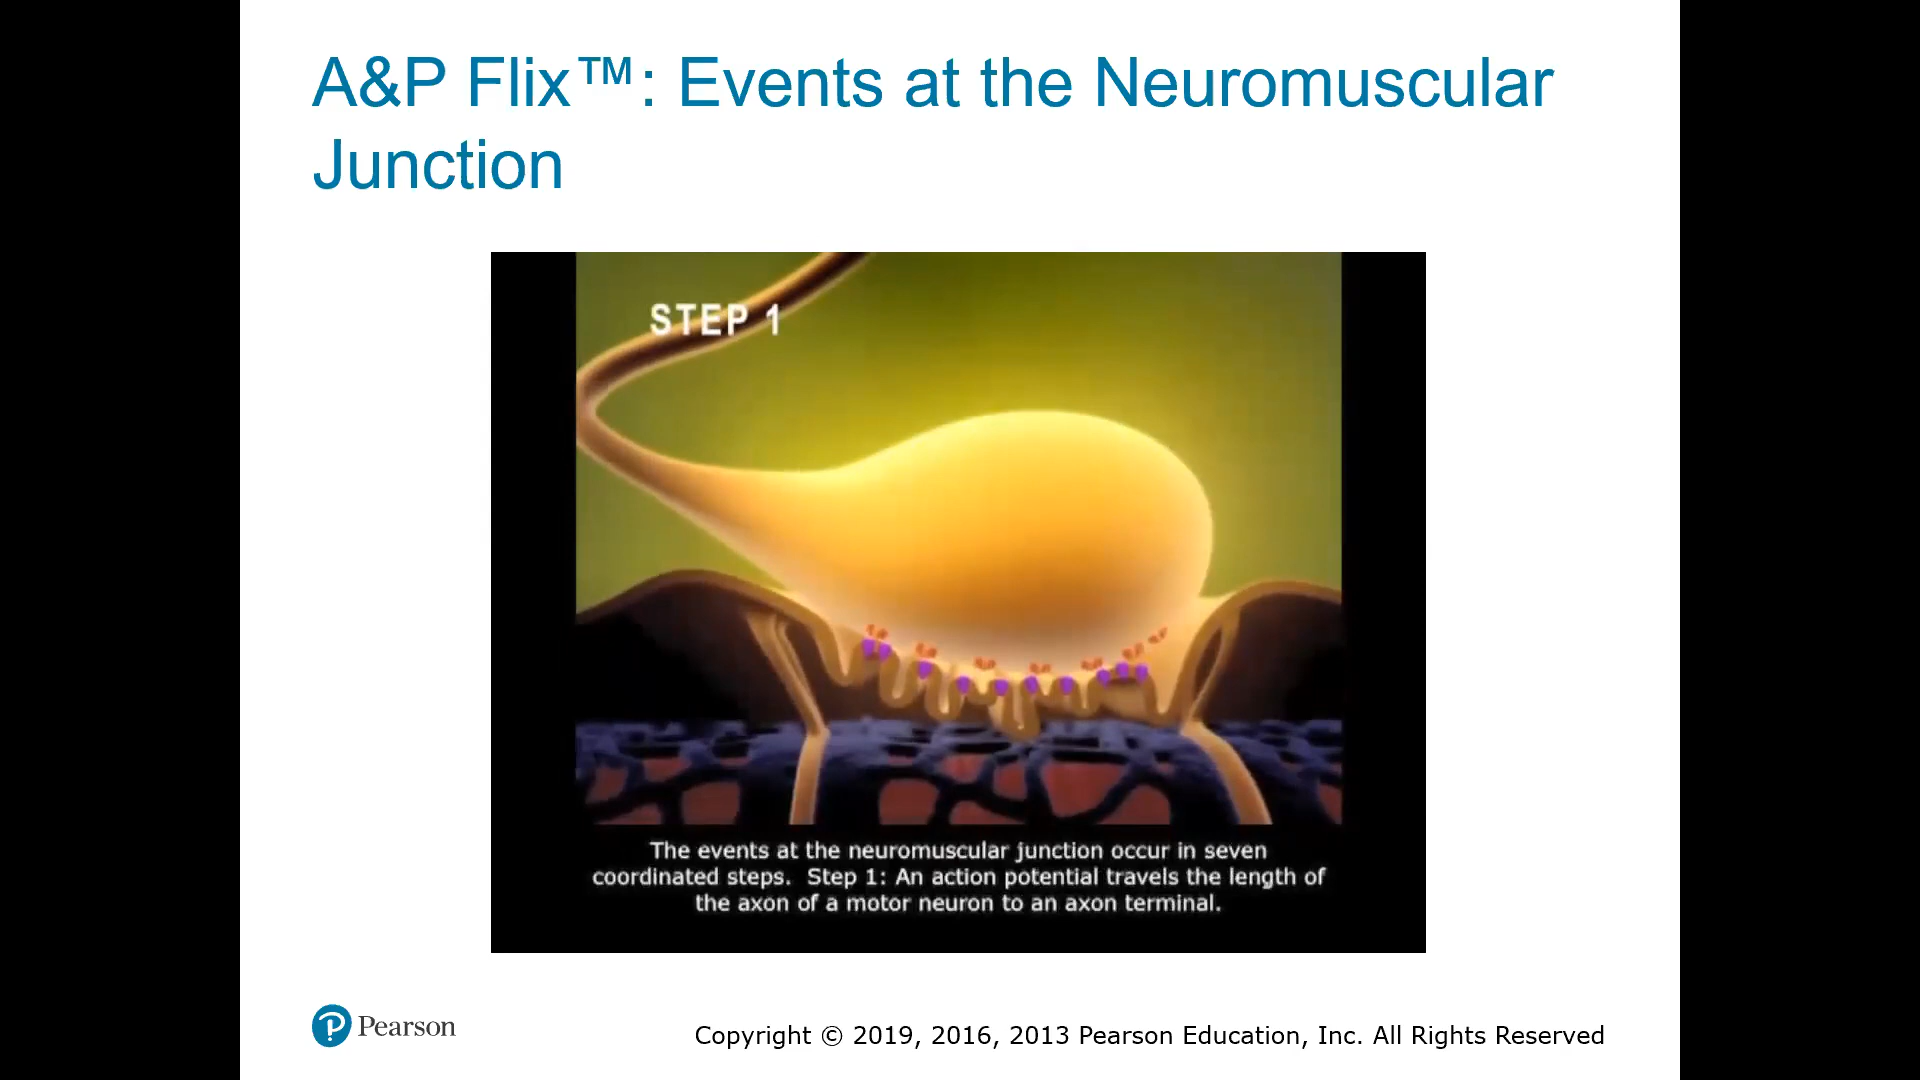 A&P Flix™: Events at the Neuromuscular
Junction
STEP 1
The events at the neuromuscular junction occur in seven
coordinated steps.  Step 1: An action potential travels the length of
the axon of a motor neuron to an axon terminal.
Pearson
Copyright © 2019, 2016, 2013 Pearson Education, Inc. All Rights Reserved